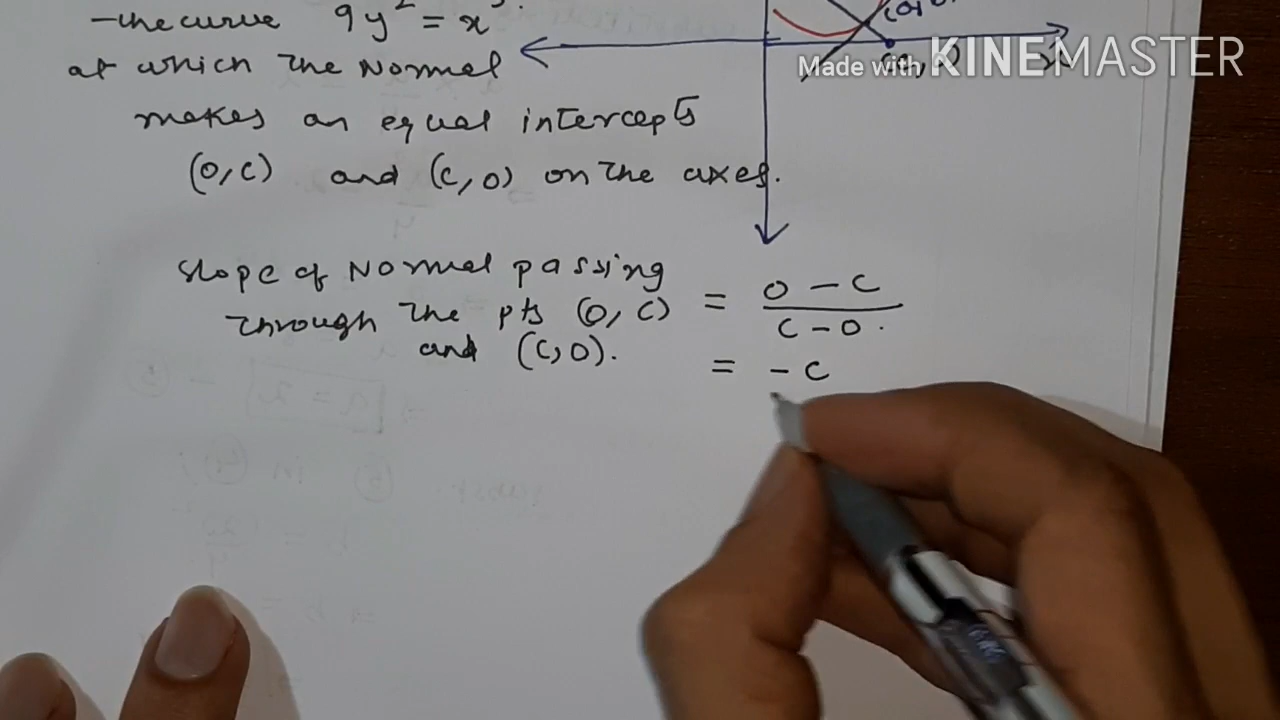 the curve 9y² = x³
at which the Normal
makes an equal intercepts
(0,c) and (c,0) on the axes.
Made with KINEMASTER
slope of Normal passing
through the pts (0,c) = 0 - c / c - 0.
and (c,0).
= - c